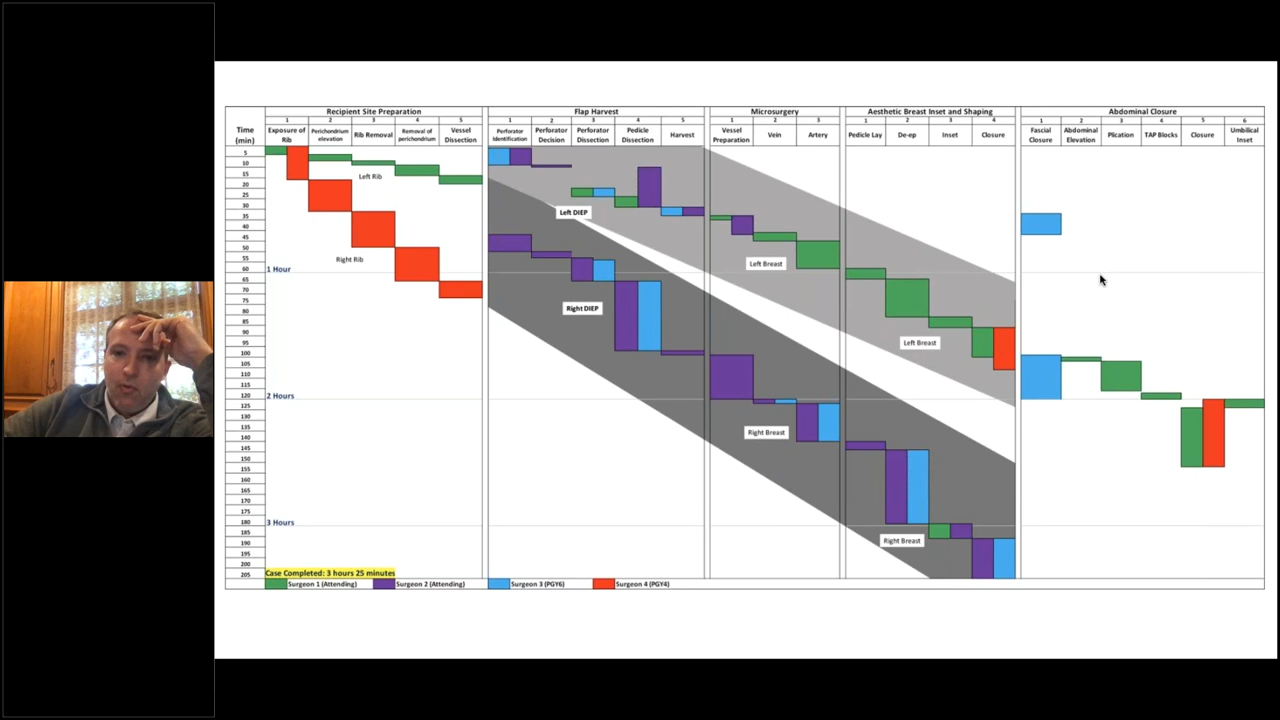 Recipient Site Preparation Flap Harvest Microsurgery Aesthetic Breast Inset and Shaping Abdominal Closure
1 2 3 4 5 1 2 3 4 5 1 2 3 1 2 3 4 1 2 3 4 5 6
Time (min) Exposure of Rib Perichondrium elevation Rib Removal Removal of perichondrium Vessel Dissection Perforator Identification Perforator Decision Perforator Dissection Pedicle Dissection Harvest Vessel Preparation Vein Artery Pedicle Lay De-ep Inset Closure Fascial Closure Abdominal Elevation Plication TAP Blocks Closure Umbilical Inset
5
10
15
Left Rib
20
25
30
Left DIEP
35
40
45
50
55
Right Rib
Left Breast
60
1 Hour
65
70
75
Right DIEP
80
85
90
95
Left Breast
100
105
110
115
120
2 Hours
125
130
135
Right Breast
140
145
150
155
160
165
170
175
180
3 Hours
185
190
Right Breast
195
200
205
Case Completed: 3 hours 25 minutes
Surgeon 1 (Attending) Surgeon 2 (Attending) Surgeon 3 (PGY6) Surgeon 4 (PGY4)